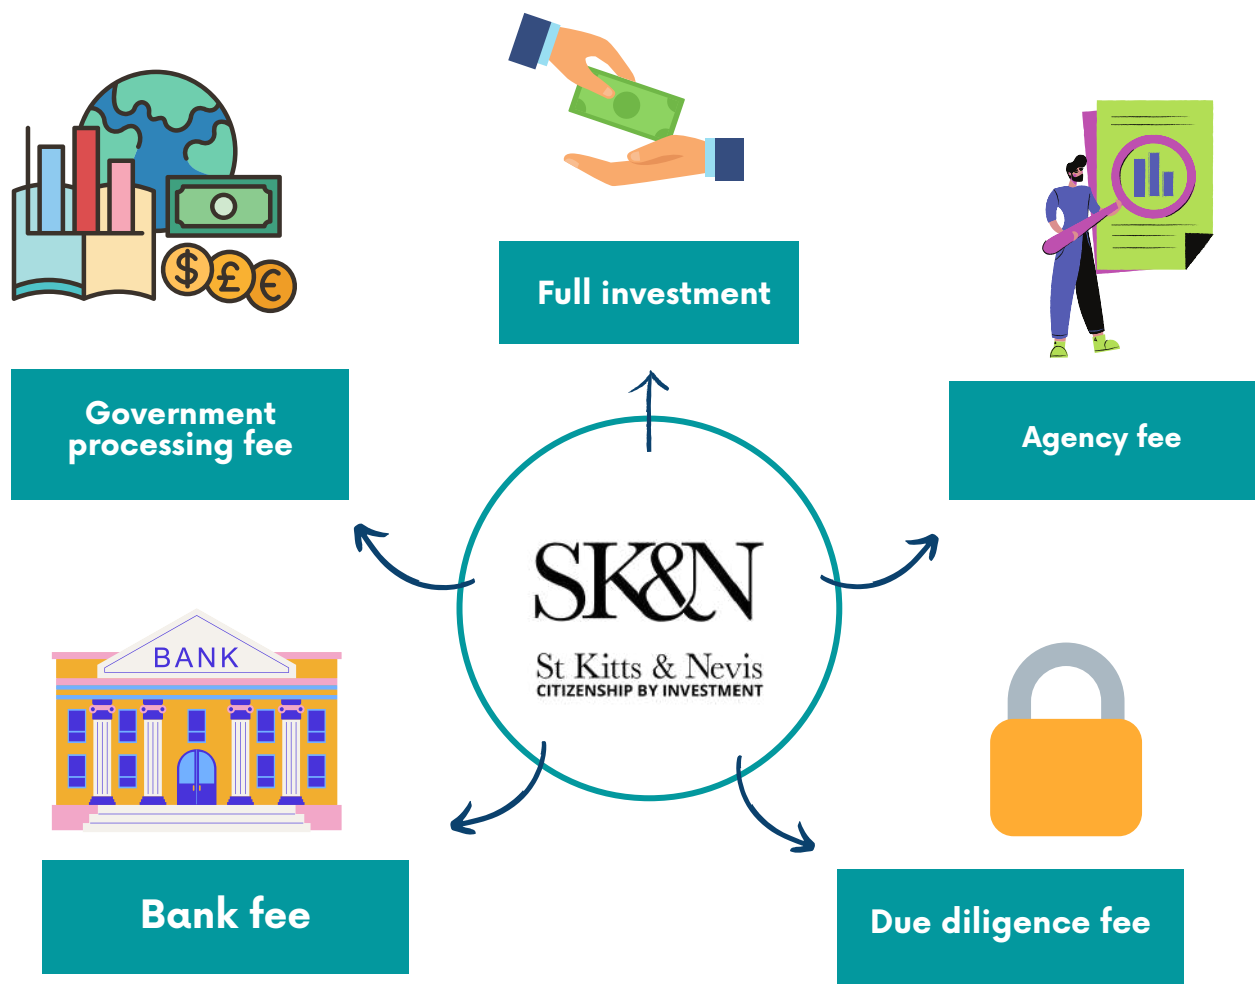 Full investment
Government
processing fee
$
£
€
Agency fee
SK&N
St Kitts & Nevis
CITIZENSHIP BY INVESTMENT
BANK
Bank fee
Due diligence fee